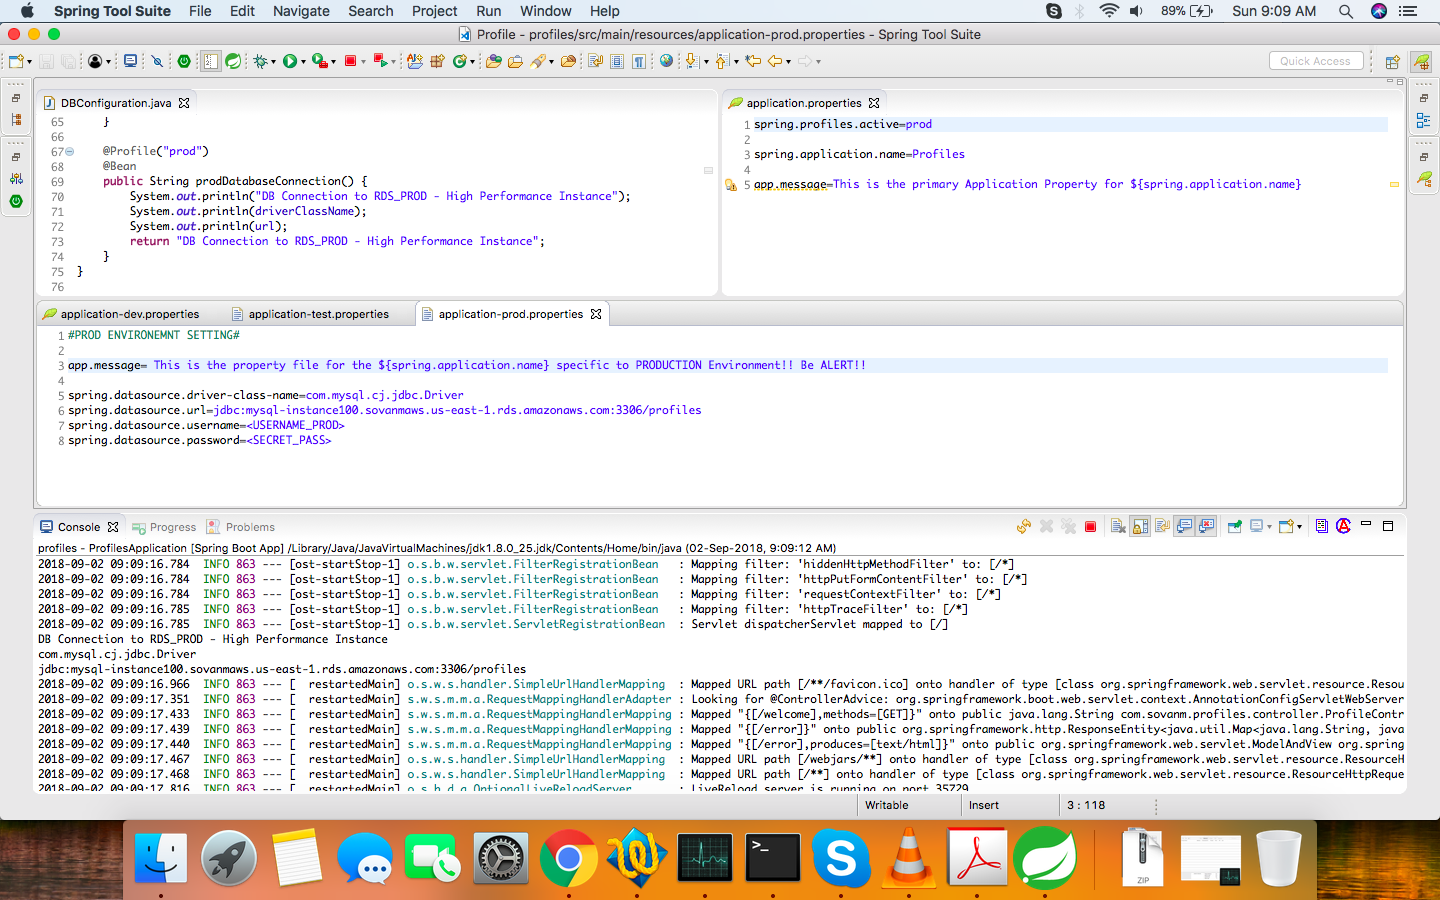 Spring Tool Suite File Edit Navigate Search Project Run Window Help 89% Sun 9:09 AM
Profile - profiles/src/main/resources/application-prod.properties - Spring Tool Suite
Quick Access
DBConfiguration.java
65 }
66
67 @Profile("prod")
68 @Bean
69 public String prodDatabaseConnection() {
70 System.out.println("DB Connection to RDS_PROD - High Performance Instance");
71 System.out.println(driverClassName);
72 System.out.println(url);
73 return "DB Connection to RDS_PROD - High Performance Instance";
74 }
75 }
76
application.properties
1 spring.profiles.active=prod
2
3 spring.application.name=Profiles
4
5 app.message=This is the primary Application Property for ${spring.application.name}
application-dev.properties application-test.properties application-prod.properties
1 #PROD ENVIRONEMNT SETTING#
2
3 app.message= This is the property file for the ${spring.application.name} specific to PRODUCTION Environment!! Be ALERT!!
4
5 spring.datasource.driver-class-name=com.mysql.cj.jdbc.Driver
6 spring.datasource.url=jdbc:mysql-instance100.sovanmaws.us-east-1.rds.amazonaws.com:3306/profiles
7 spring.datasource.username=<USERNAME_PROD>
8 spring.datasource.password=<SECRET_PASS>
Console Progress Problems
profiles - ProfilesApplication [Spring Boot App] /Library/Java/JavaVirtualMachines/jdk1.8.0_25.jdk/Contents/Home/bin/java (02-Sep-2018, 9:09:12 AM)
2018-09-02 09:09:16.784 INFO 863 --- [ost-startStop-1] o.s.b.w.servlet.FilterRegistrationBean : Mapping filter: 'hiddenHttpMethodFilter' to: [/*]
2018-09-02 09:09:16.784 INFO 863 --- [ost-startStop-1] o.s.b.w.servlet.FilterRegistrationBean : Mapping filter: 'httpPutFormContentFilter' to: [/*]
2018-09-02 09:09:16.784 INFO 863 --- [ost-startStop-1] o.s.b.w.servlet.FilterRegistrationBean : Mapping filter: 'requestContextFilter' to: [/*]
2018-09-02 09:09:16.785 INFO 863 --- [ost-startStop-1] o.s.b.w.servlet.FilterRegistrationBean : Mapping filter: 'httpTraceFilter' to: [/*]
2018-09-02 09:09:16.785 INFO 863 --- [ost-startStop-1] o.s.b.w.servlet.ServletRegistrationBean : Servlet dispatcherServlet mapped to [/]
DB Connection to RDS_PROD - High Performance Instance
com.mysql.cj.jdbc.Driver
jdbc:mysql-instance100.sovanmaws.us-east-1.rds.amazonaws.com:3306/profiles
2018-09-02 09:09:16.966 INFO 863 --- [ restartedMain] o.s.w.s.handler.SimpleUrlHandlerMapping : Mapped URL path [/**/favicon.ico] onto handler of type [class org.springframework.web.servlet.resource.Resou
2018-09-02 09:09:17.351 INFO 863 --- [ restartedMain] s.w.s.m.m.a.RequestMappingHandlerAdapter : Looking for @ControllerAdvice: org.springframework.boot.web.servlet.context.AnnotationConfigServletWebServer
2018-09-02 09:09:17.433 INFO 863 --- [ restartedMain] s.w.s.m.m.a.RequestMappingHandlerMapping : Mapped "{[/welcome],methods=[GET]}" onto public java.lang.String com.sovanm.profiles.controller.ProfileContr
2018-09-02 09:09:17.439 INFO 863 --- [ restartedMain] s.w.s.m.m.a.RequestMappingHandlerMapping : Mapped "{[/error]}" onto public org.springframework.http.ResponseEntity<java.util.Map<java.lang.String, java
2018-09-02 09:09:17.440 INFO 863 --- [ restartedMain] s.w.s.m.m.a.RequestMappingHandlerMapping : Mapped "{[/error],produces=[text/html]}" onto public org.springframework.web.servlet.ModelAndView org.spring
2018-09-02 09:09:17.467 INFO 863 --- [ restartedMain] o.s.w.s.handler.SimpleUrlHandlerMapping : Mapped URL path [/webjars/**] onto handler of type [class org.springframework.web.servlet.resource.ResourceH
2018-09-02 09:09:17.468 INFO 863 --- [ restartedMain] o.s.w.s.handler.SimpleUrlHandlerMapping : Mapped URL path [/**] onto handler of type [class org.springframework.web.servlet.resource.ResourceHttpReque
2018-09-02 09:09:17.816 INFO 863 --- [ restartedMain] o.s.b.d.a.OptionalLiveReloadServer : LiveReload server is running on port 35729
Writable Insert 3 : 118
ZIP